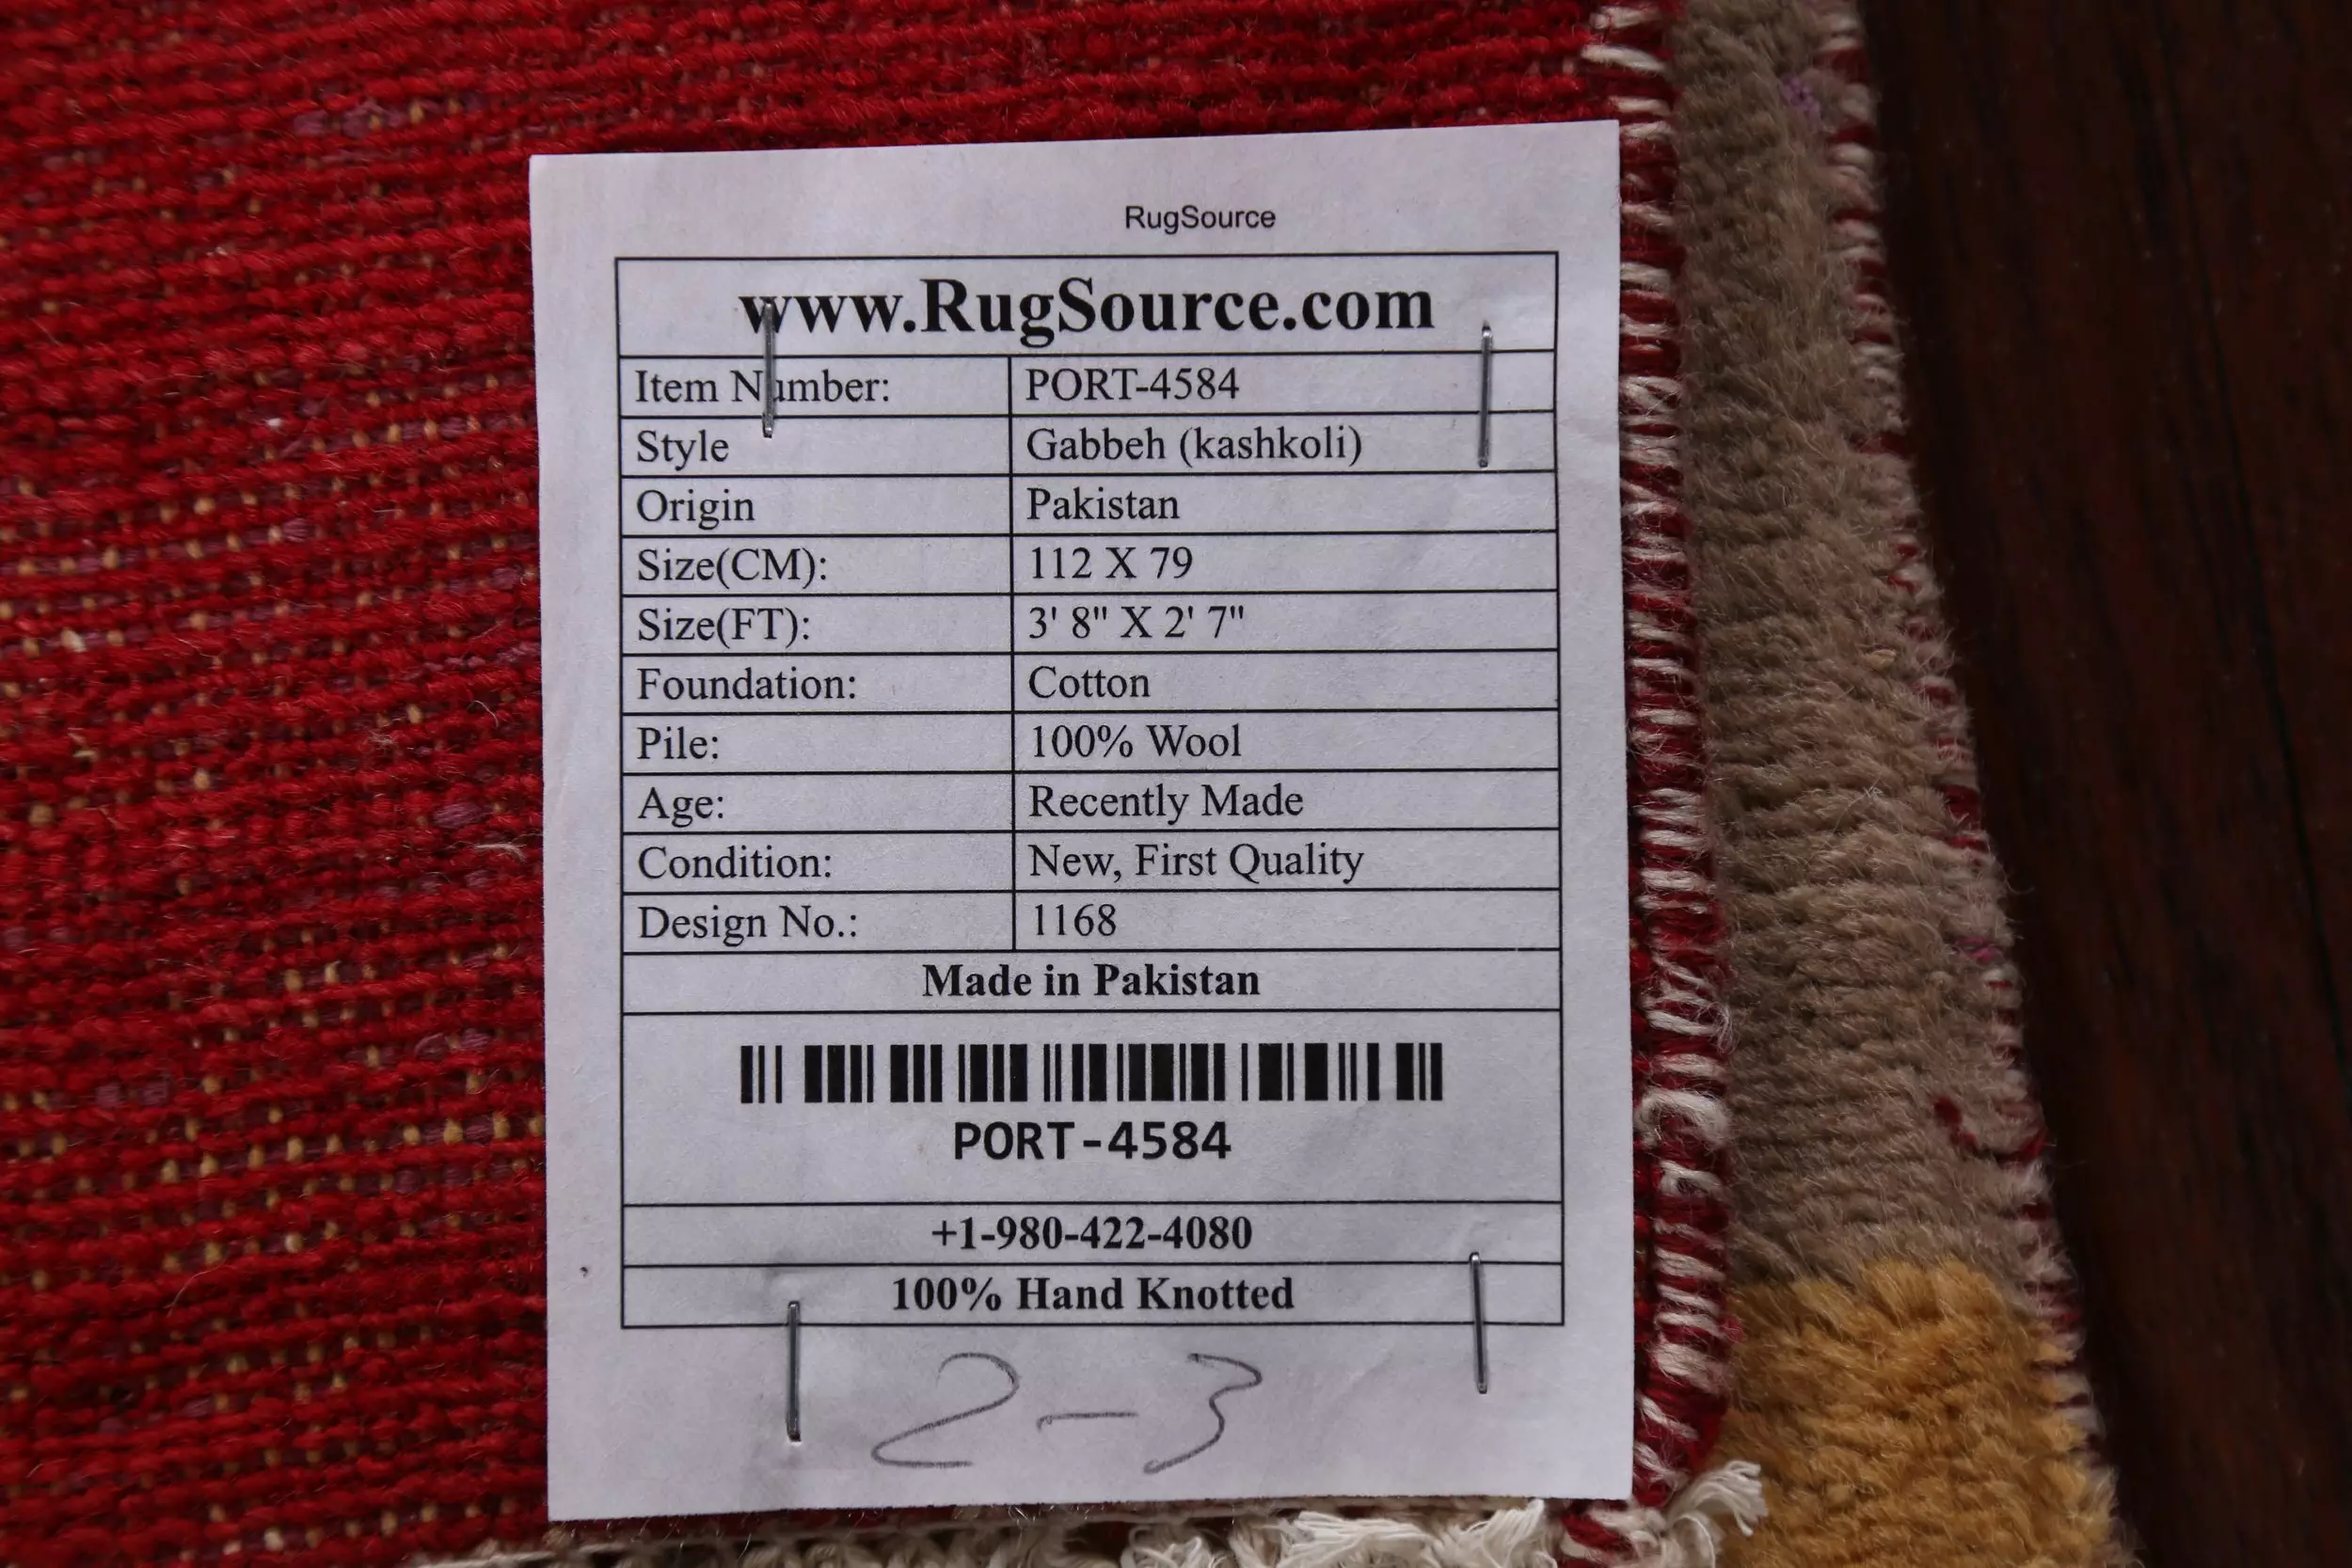 RugSource
www.RugSource.com
Item Number: PORT-4584
Style Gabbeh (kashkoli)
Origin Pakistan
Size(CM): 112 X 79
Size(FT): 3' 8" X 2' 7"
Foundation: Cotton
Pile: 100% Wool
Age: Recently Made
Condition: New, First Quality
Design No.: 1168
Made in Pakistan
PORT-4584
+1-980-422-4080
100% Hand Knotted
2-3